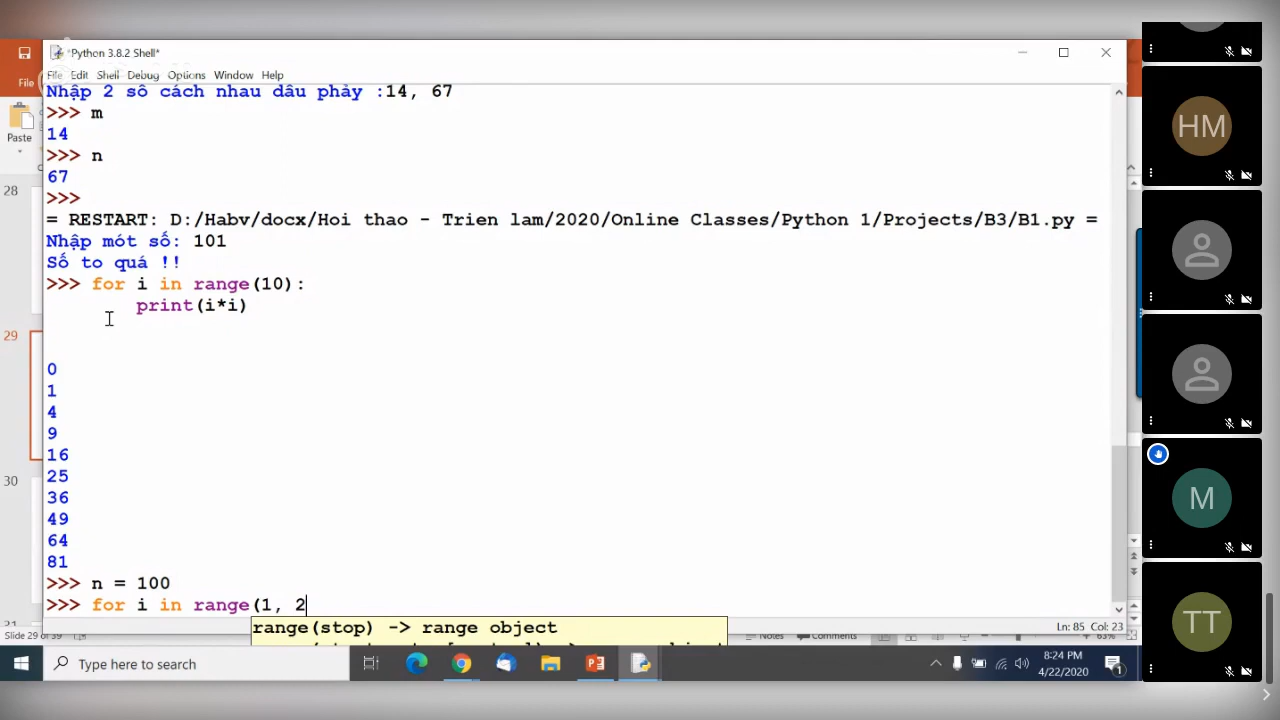 *Python 3.8.2 Shell*
File Edit Shell Debug Options Window Help
File
Paste
28
29
30
Nhập 2 số cách nhau dấu phảy :14, 67
>>> m
14
>>> n
67
>>>
= RESTART: D:/Habv/docx/Hoi thao - Trien lam/2020/Online Classes/Python 1/Projects/B3/B1.py =
Nhập mót số: 101
Số to quá !!
>>> for i in range(10):
print(i*i)
0
1
4
9
16
25
36
49
64
81
>>> n = 100
>>> for i in range(1, 2
range(stop) -> range object
Ln: 85 Col: 23
Slide 29 of 39
Notes
Comments
63%
Type here to search
8:24 PM
4/22/2020
1
HM
M
TT